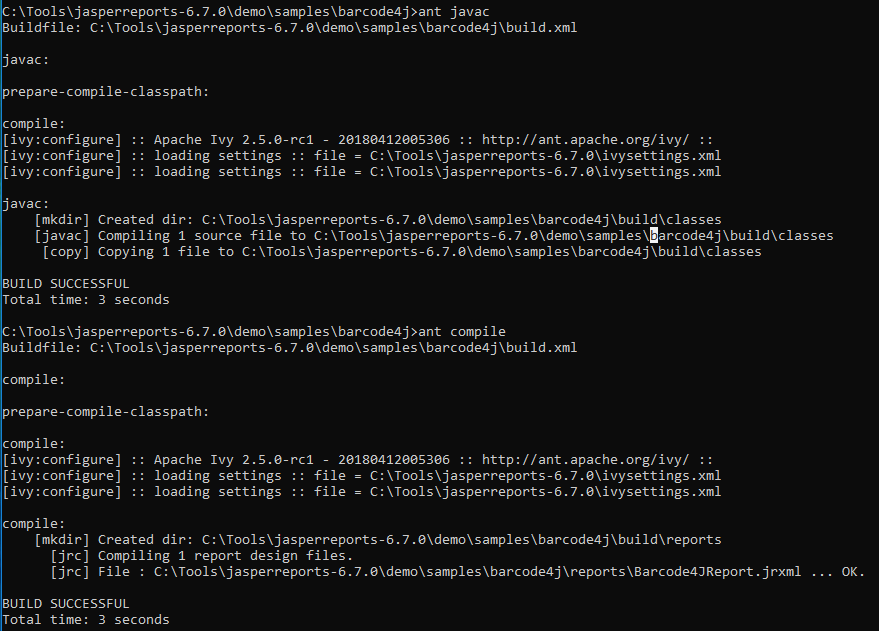 C:\Tools\jasperreports-6.7.0\demo\samples\barcode4j>ant javac
Buildfile: C:\Tools\jasperreports-6.7.0\demo\samples\barcode4j\build.xml
javac:
prepare-compile-classpath:
compile:
[ivy:configure] :: Apache Ivy 2.5.0-rc1 - 20180412005306 :: http://ant.apache.org/ivy/ ::
[ivy:configure] :: loading settings :: file = C:\Tools\jasperreports-6.7.0\ivysettings.xml
[ivy:configure] :: loading settings :: file = C:\Tools\jasperreports-6.7.0\ivysettings.xml
javac:
    [mkdir] Created dir: C:\Tools\jasperreports-6.7.0\demo\samples\barcode4j\build\classes
    [javac] Compiling 1 source file to C:\Tools\jasperreports-6.7.0\demo\samples\barcode4j\build\classes
     [copy] Copying 1 file to C:\Tools\jasperreports-6.7.0\demo\samples\barcode4j\build\classes
BUILD SUCCESSFUL
Total time: 3 seconds
C:\Tools\jasperreports-6.7.0\demo\samples\barcode4j>ant compile
Buildfile: C:\Tools\jasperreports-6.7.0\demo\samples\barcode4j\build.xml
compile:
prepare-compile-classpath:
compile:
[ivy:configure] :: Apache Ivy 2.5.0-rc1 - 20180412005306 :: http://ant.apache.org/ivy/ ::
[ivy:configure] :: loading settings :: file = C:\Tools\jasperreports-6.7.0\ivysettings.xml
[ivy:configure] :: loading settings :: file = C:\Tools\jasperreports-6.7.0\ivysettings.xml
compile:
    [mkdir] Created dir: C:\Tools\jasperreports-6.7.0\demo\samples\barcode4j\build\reports
      [jrc] Compiling 1 report design files.
      [jrc] File : C:\Tools\jasperreports-6.7.0\demo\samples\barcode4j\reports\Barcode4JReport.jrxml ... OK.
BUILD SUCCESSFUL
Total time: 3 seconds